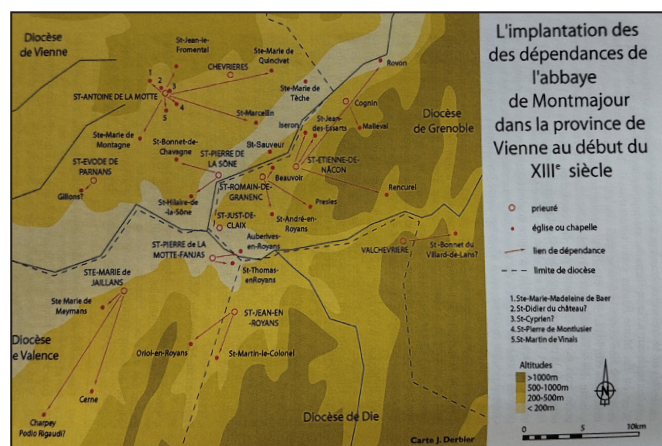 L'implantation des
des dépendances de
l'abbaye
de Montmajour
dans la province de
Vienne au début du
XIIIe siècle
prieuré
église ou chapelle
lien de dépendance
limite de diocèse
1.Ste-Marie-Madeleine de Baer
2.St-Didier du château?
3.St-Cyprien?
4.St-Pierre de Montlusier
5.St-Martin de Vinais
Altitudes
>1000m
500-1000m
200-500m
< 200m
0 5 10km
Diocèse
de Vienne
St-Jean-le-
Fromental
CHEVRIERES
Ste-Marie de
Quincivet
Ste-Marie de
Tèche
Rovon
1
2
3
4
5
ST-ANTOINE DE LA MOTTE
St-Marcellin
Cognin
Malleval
Diocèse
de Grenoble
Iseron
St-Jean-
des-Essarts
Ste-Marie de
Montagne
St-Bonnet-de-
Chavagne
St-Sauveur
ST-PIERRE DE
LA SÔNE
ST-ETIENNE-DE-
NÂCON
ST-EVODE DE
PARNANS
Beauvoir
ST-ROMAIN-DE-
GRANENC
Gillons?
St-Hilaire-de-
la-Sône
Presles
Rencurel
St-André-en-
Royans
ST-JUST-DE-
CLAIX
Auberives-
en-Royans
VALCHEVRIERE
St-Bonnet du
Villard-de-Lans?
ST-PIERRE de LA
MOTTE-FANJAS
St-Thomas-
enRoyans
STE-MARIE de
JAILLANS
Ste Marie de
Meymans
ST-JEAN-EN
-ROYANS
Diocèse
e Valence
Oriol-en-Royans
St-Martin-le-Colonel
Cerne
Charpey
Podio Rigaudi?
Diocèse de Die
Carte J. Derbier